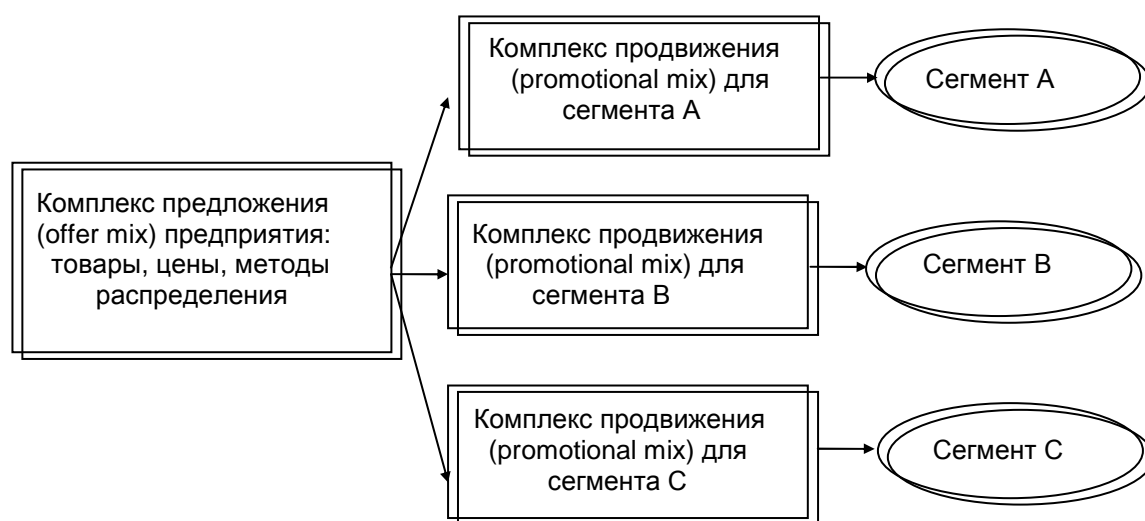 Комплекс продвижения
(promotional mix) для
сегмента А
Сегмент А
Комплекс предложения
(offer mix) предприятия:
товары, цены, методы
распределения
Комплекс продвижения
(promotional mix) для
сегмента В
Сегмент В
Комплекс продвижения
(promotional mix) для
сегмента С
Сегмент С